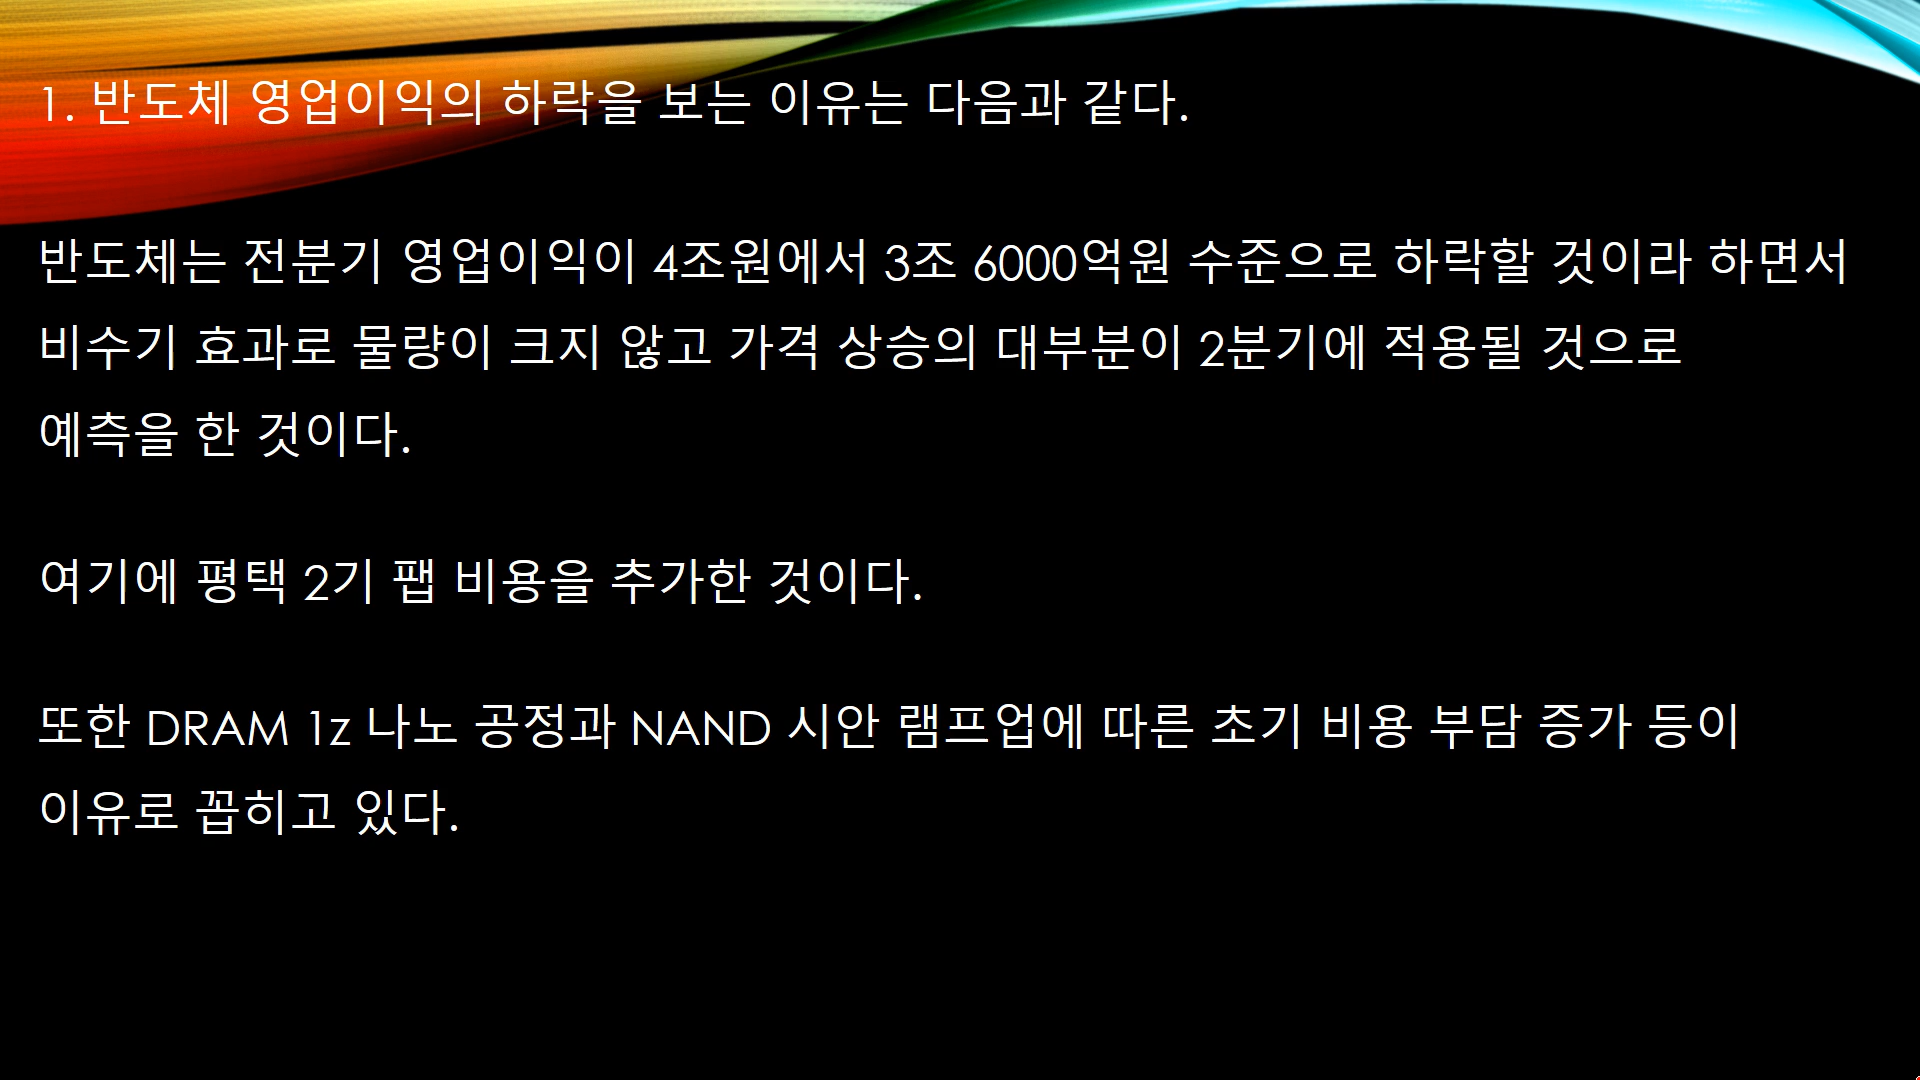 1. 반도체 영업이익의 하락을 보는 이유는 다음과 같다.
반도체는 전분기 영업이익이 4조원에서 3조 6000억원 수준으로 하락할 것이라 하면서
비수기 효과로 물량이 크지 않고 가격 상승의 대부분이 2분기에 적용될 것으로
예측을 한 것이다.
여기에 평택 2기 팹 비용을 추가한 것이다.
또한 DRAM 1z 나노 공정과 NAND 시안 램프업에 따른 초기 비용 부담 증가 등이
이유로 꼽히고 있다.